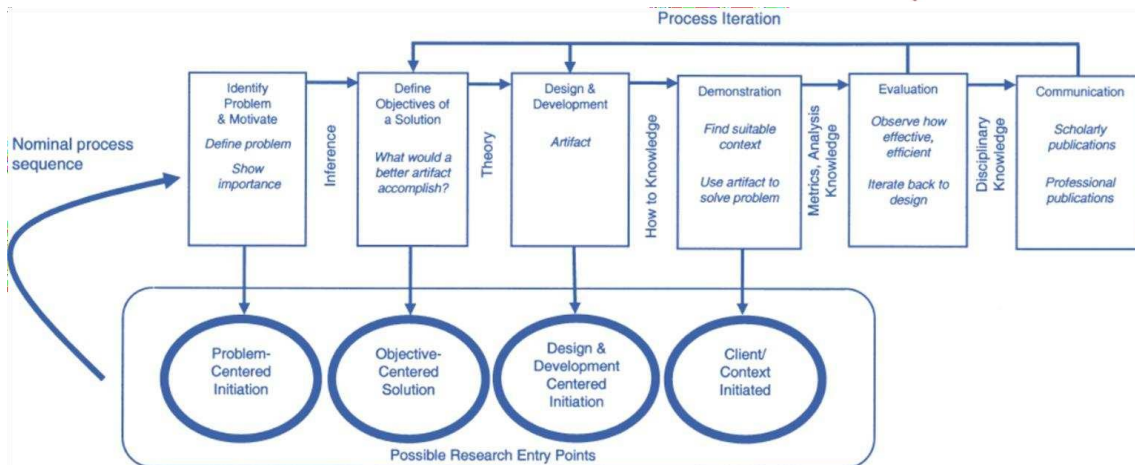 Process Iteration
Nominal process
sequence
Identify
Problem
& Motivate
Define problem
Show
importance
Inference
Define
Objectives of
a Solution
What would a
better artifact
accomplish?
Theory
Design &
Development
Artifact
How to Knowledge
Demonstration
Find suitable
context
Use artifact to
solve problem
Metrics, Analysis
Knowledge
Evaluation
Observe how
effective,
efficient
Iterate back to
design
Disciplinary
Knowledge
Communication
Scholarly
publications
Professional
publications
Problem-
Centered
Initiation
Objective-
Centered
Solution
Design &
Development
Centered
Initiation
Client/
Context
Initiated
Possible Research Entry Points